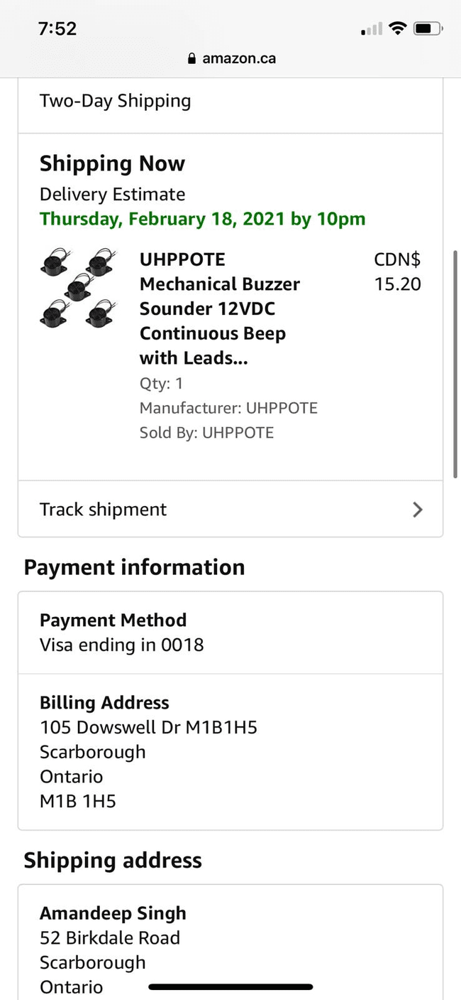 7:52
amazon.ca
Two-Day Shipping
Shipping Now
Delivery Estimate
Thursday, February 18, 2021 by 10pm
UHPPOTE
Mechanical Buzzer
Sounder 12VDC
Continuous Beep
with Leads...
CDN$
15.20
Qty: 1
Manufacturer: UHPPOTE
Sold By: UHPPOTE
Track shipment
Payment information
Payment Method
Visa ending in 0018
Billing Address
105 Dowswell Dr M1B1H5
Scarborough
Ontario
M1B 1H5
Shipping address
Amandeep Singh
52 Birkdale Road
Scarborough
Ontario